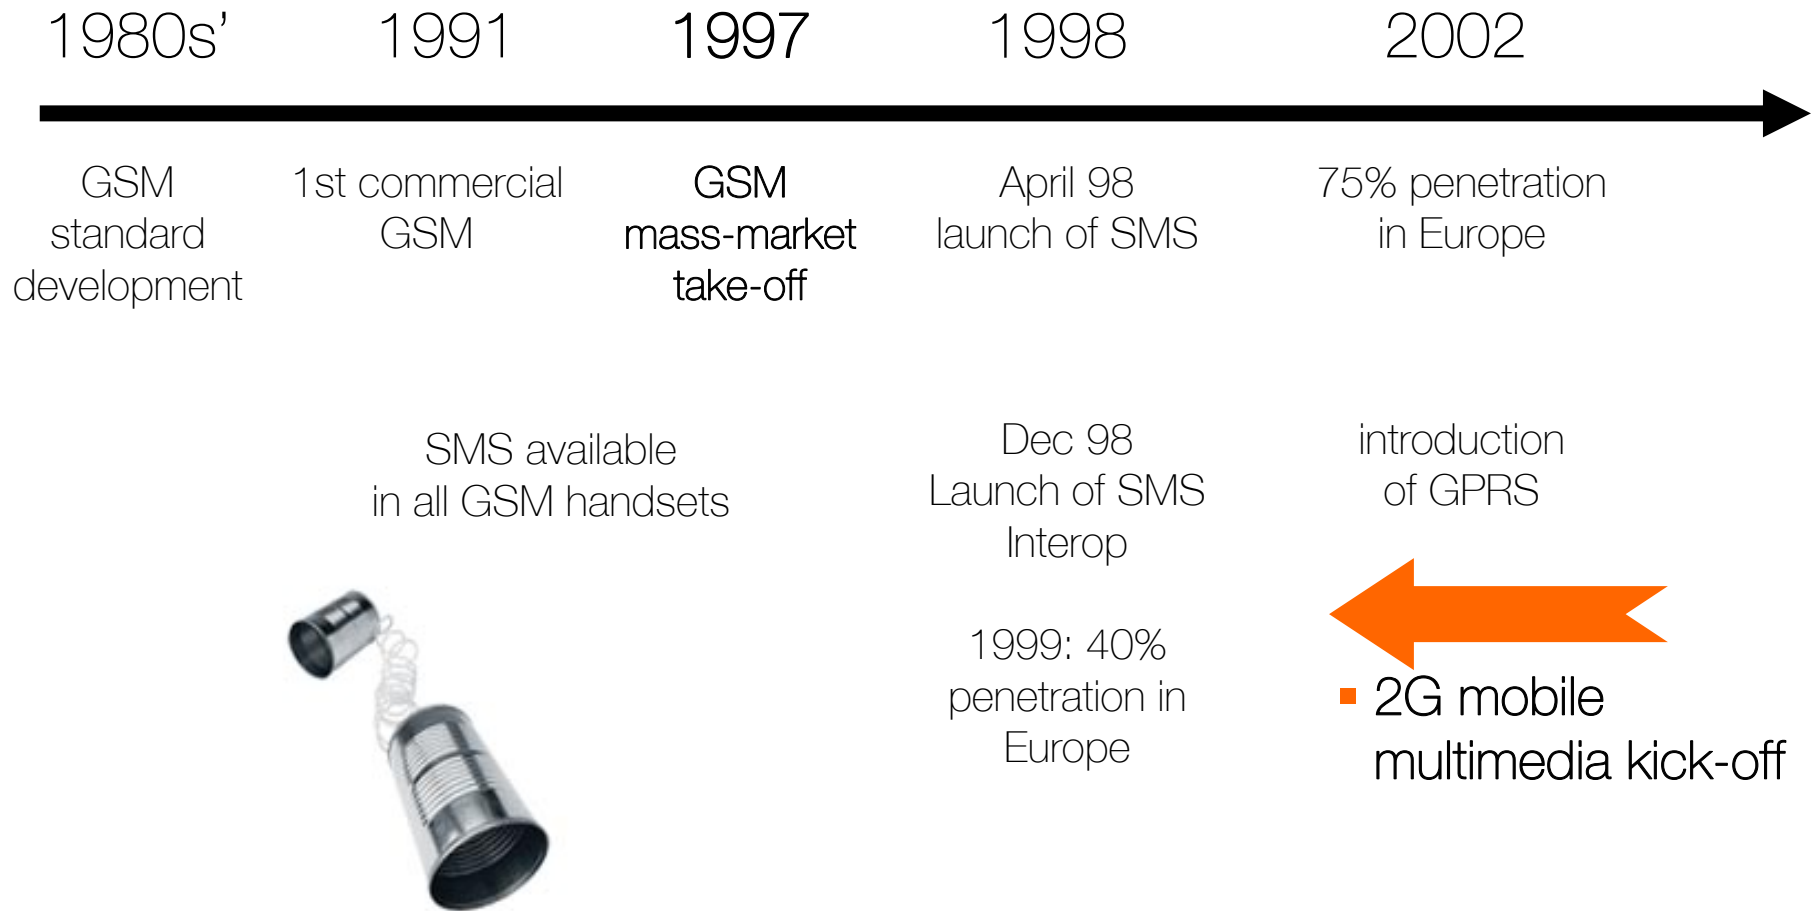 1980s’
1991
1997
1998
2002
GSM
standard
development
1st commercial
GSM
GSM
mass-market
take-off
April 98
launch of SMS
75% penetration
in Europe
SMS available
in all GSM handsets
Dec 98
Launch of SMS
Interop
1999: 40%
penetration in
Europe
introduction
of GPRS
2G mobile
multimedia kick-off